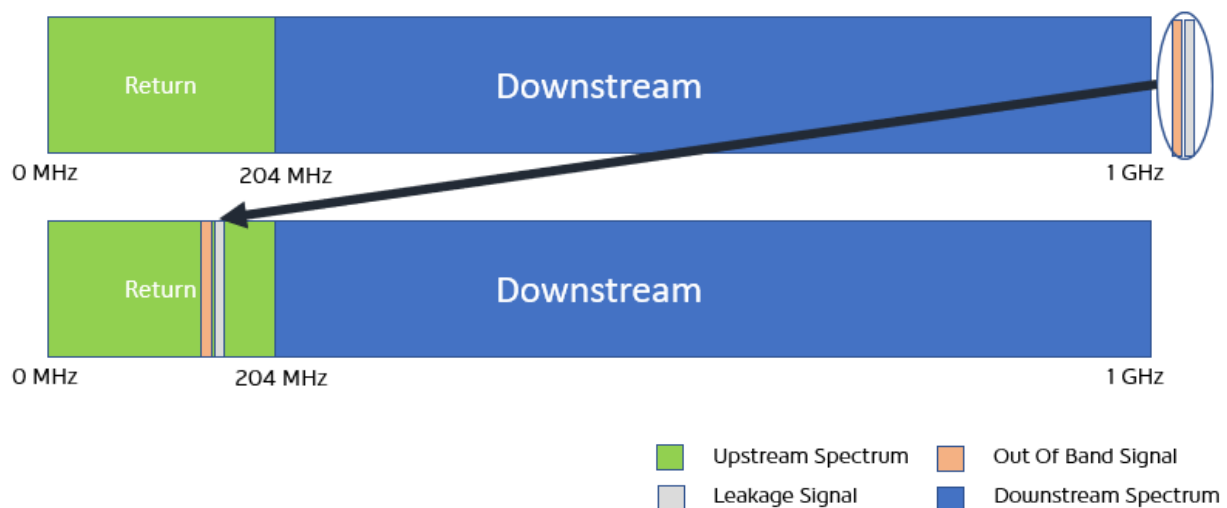 Return
Downstream
0 MHz
204 MHz
1 GHz
Return
Downstream
0 MHz
204 MHz
1 GHz
Upstream Spectrum
Out Of Band Signal
Leakage Signal
Downstream Spectrum